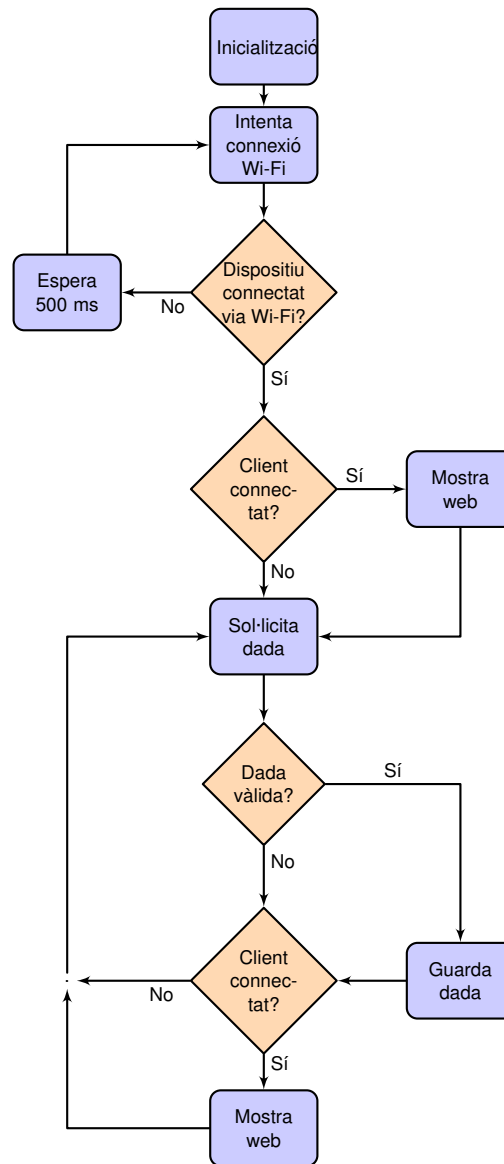 Inicialització
Intenta
connexió
Wi-Fi
Espera
500 ms
No
Dispositiu
connectat
via Wi-Fi?
Sí
Client
connec-
tat?
Sí
Mostra
web
No
Sol·licita
dada
Dada
vàlida?
Sí
No
Client
connec-
tat?
No
Guarda
dada
Sí
Mostra
web